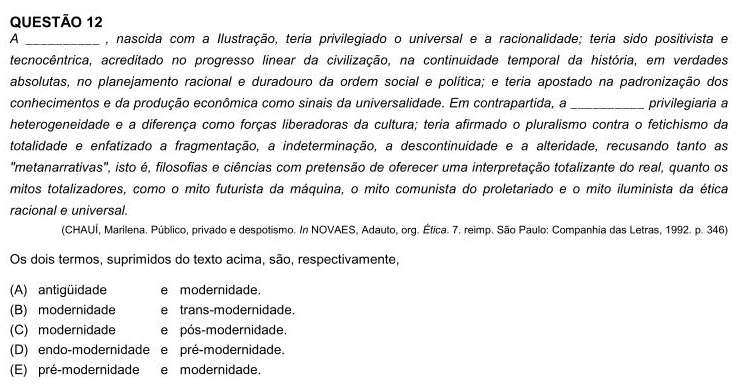 QUESTÃO 12
A __________ , nascida com a Ilustração, teria privilegiado o universal e a racionalidade; teria sido positivista e
tecnocêntrica, acreditado no progresso linear da civilização, na continuidade temporal da história, em verdades
absolutas, no planejamento racional e duradouro da ordem social e política; e teria apostado na padronização dos
conhecimentos e da produção econômica como sinais da universalidade. Em contrapartida, a __________ privilegiaria a
heterogeneidade e a diferença como forças liberadoras da cultura; teria afirmado o pluralismo contra o fetichismo da
totalidade e enfatizado a fragmentação, a indeterminação, a descontinuidade e a alteridade, recusando tanto as
"metanarrativas", isto é, filosofias e ciências com pretensão de oferecer uma interpretação totalizante do real, quanto os
mitos totalizadores, como o mito futurista da máquina, o mito comunista do proletariado e o mito iluminista da ética
racional e universal.
(CHAUÍ, Marilena. Público, privado e despotismo. In NOVAES, Adauto, org. Ética. 7. reimp. São Paulo: Companhia das Letras, 1992. p. 346)
Os dois termos, suprimidos do texto acima, são, respectivamente,
(A) antigüidade e modernidade.
(B) modernidade e trans-modernidade.
(C) modernidade e pós-modernidade.
(D) endo-modernidade e pré-modernidade.
(E) pré-modernidade e modernidade.